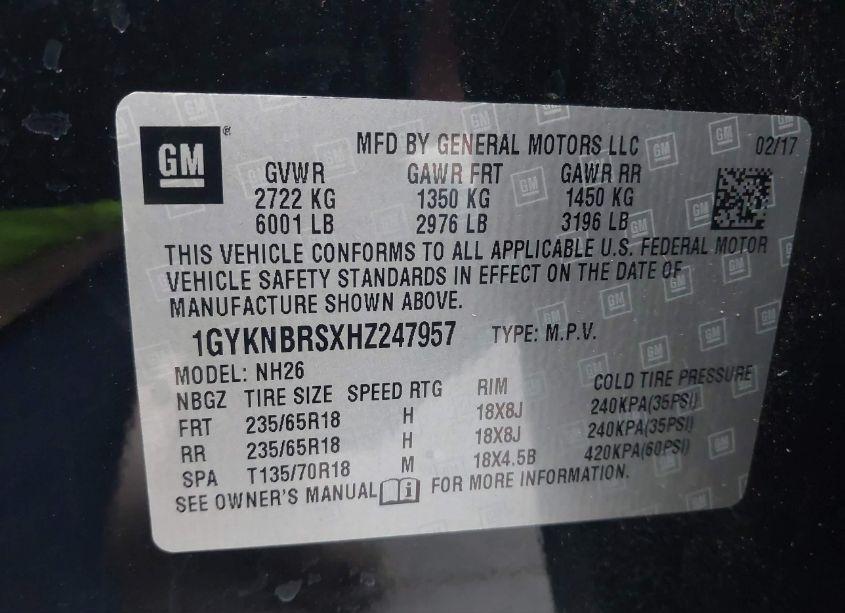 GM ® MFD BY GENERAL MOTORS LLC 02/17
GVWR GAWR FRT GAWR RR
2722 KG 1350 KG 1450 KG
6001 LB 2976 LB 3196 LB
THIS VEHICLE CONFORMS TO ALL APPLICABLE U.S. FEDERAL MOTOR
VEHICLE SAFETY STANDARDS IN EFFECT ON THE DATE OF
MANUFACTURE SHOWN ABOVE.
1GYKNBRSXHZ247957 TYPE: M.P.V.
MODEL: NH26
NBGZ TIRE SIZE SPEED RTG RIM COLD TIRE PRESSURE
FRT 235/65R18 H 18X8J 240KPA(35PSI)
RR 235/65R18 H 18X8J 240KPA(35PSI)
SPA T135/70R18 M 18X4.5B 420KPA(60PSI)
SEE OWNER'S MANUAL FOR MORE INFORMATION.